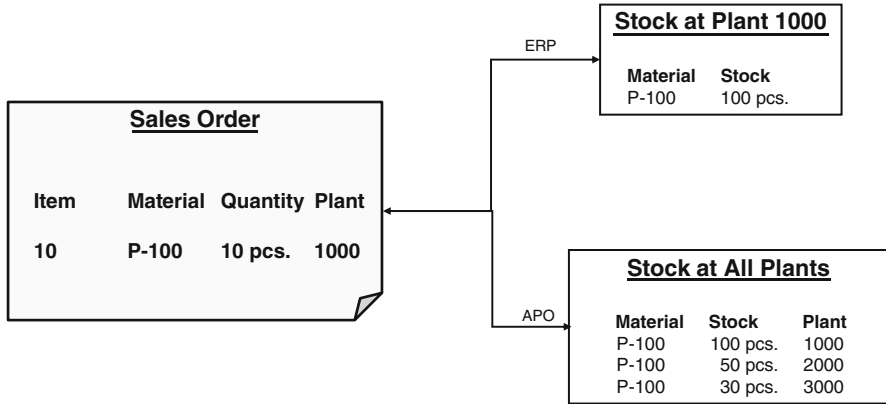 Sales Order
Item Material Quantity Plant
10 P-100 10 pcs. 1000
ERP
Stock at Plant 1000
Material Stock
P-100 100 pcs.
APO
Stock at All Plants
Material Stock Plant
P-100 100 pcs. 1000
P-100 50 pcs. 2000
P-100 30 pcs. 3000